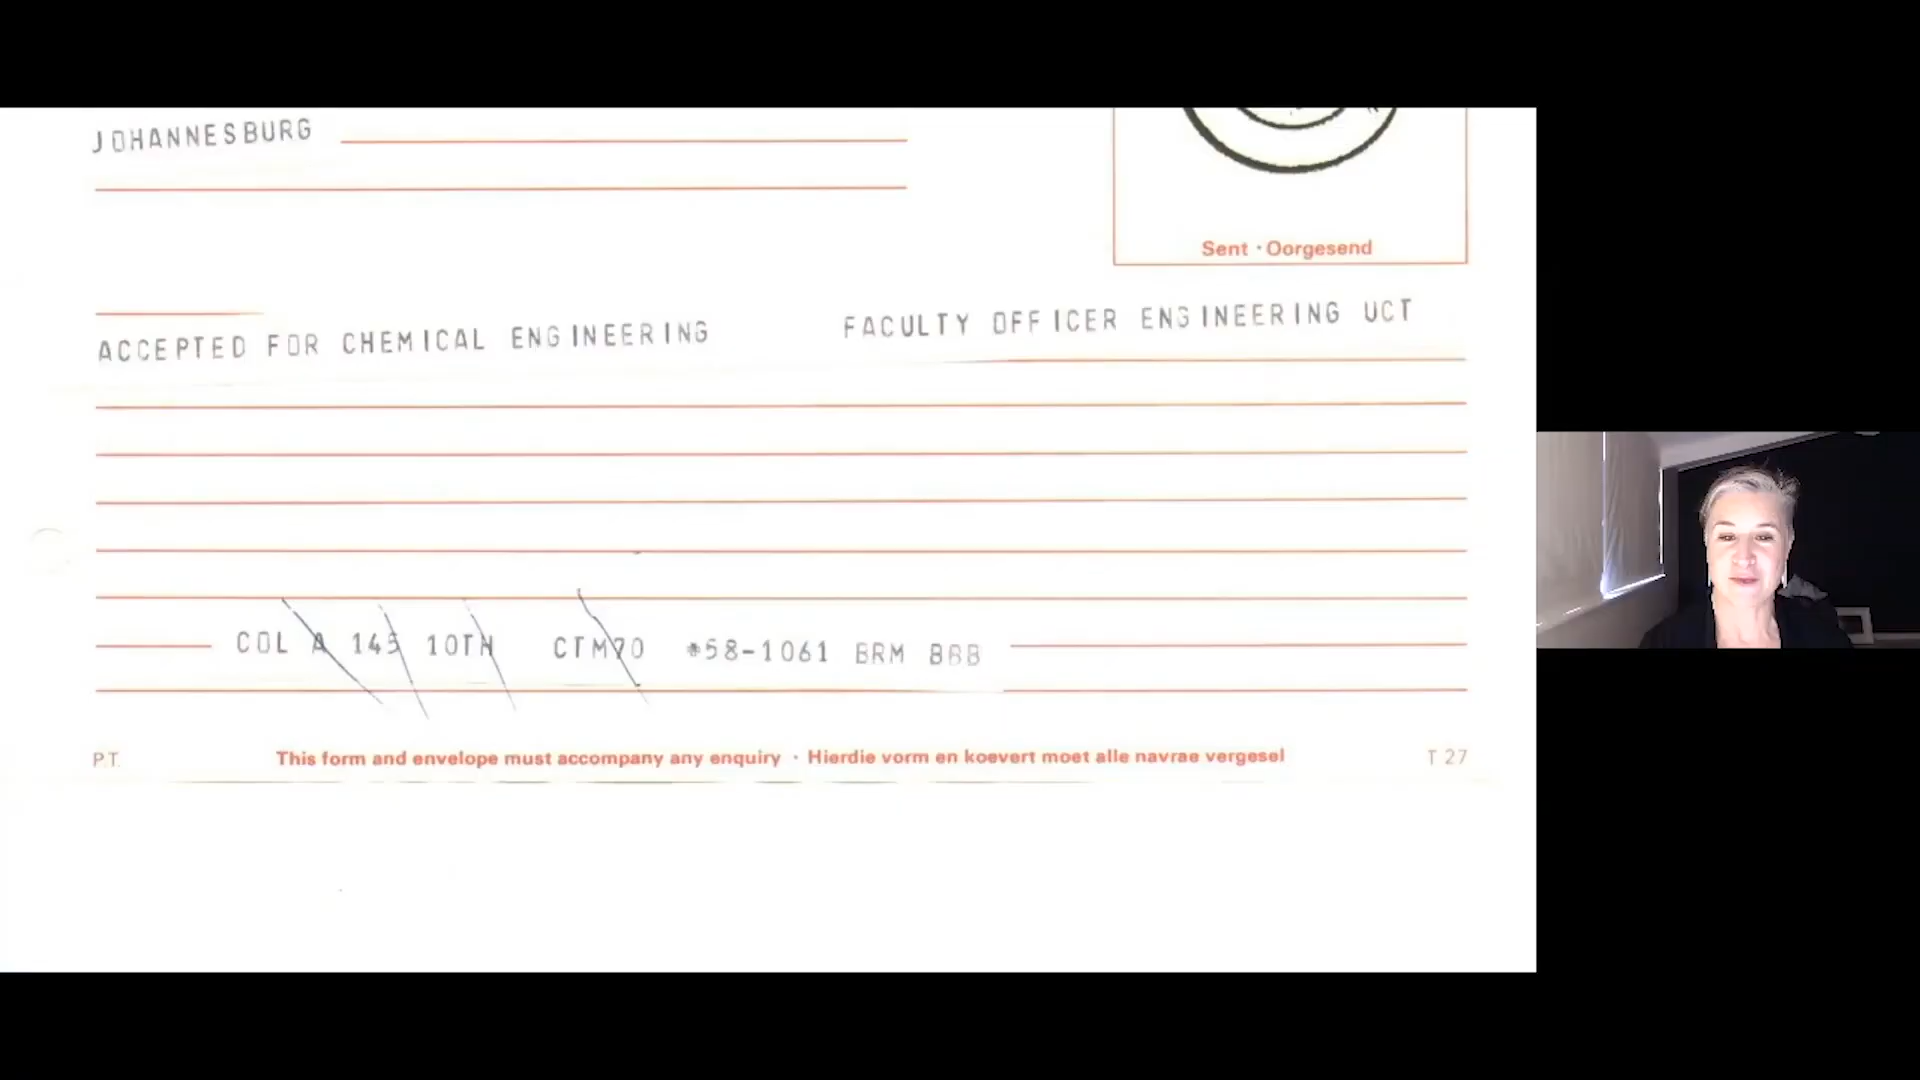 JOHANNESBURG
Sent · Oorgesend
ACCEPTED FOR CHEMICAL ENGINEERING FACULTY OFFICER ENGINEERING UCT
COL A 145 10TH CTM70 *58-1061 BRM BBB
P.T. This form and envelope must accompany any enquiry · Hierdie vorm en koevert moet alle navrae vergesel T 27